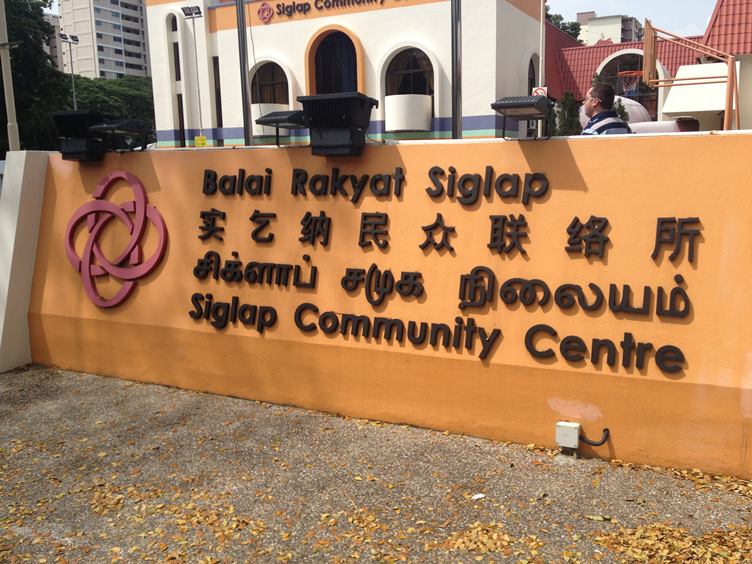 Siglap Community
Balai Rakyat Siglap
实乞纳民众联络所
சிக்ளாப் சமுக நிலையம்
Siglap Community Centre